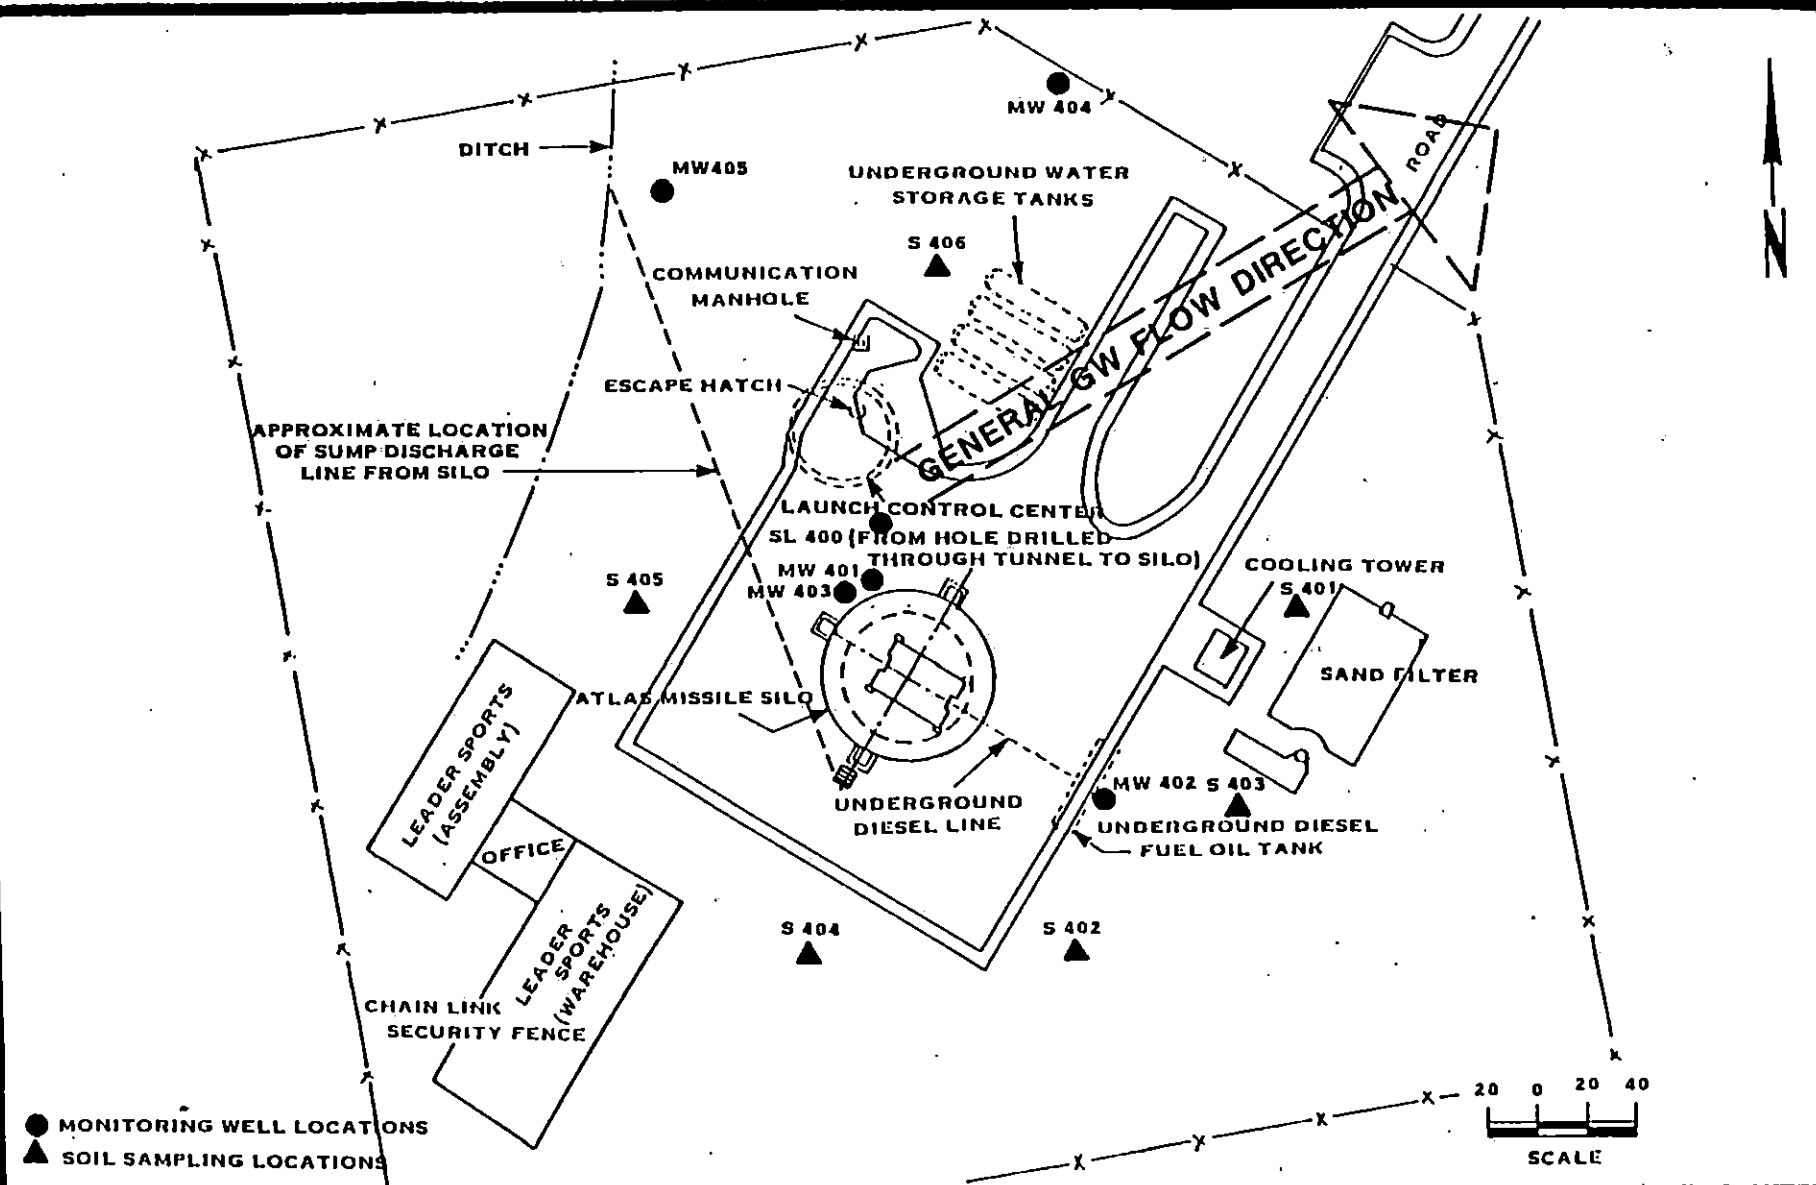 MW 404
DITCH
MW405
UNDERGROUND WATER
STORAGE TANKS
ROAD
S 406
COMMUNICATION
MANHOLE
N
GENERAL GW FLOW DIRECTION
ESCAPE HATCH
APPROXIMATE LOCATION
OF SUMP DISCHARGE
LINE FROM SILO
LAUNCH CONTROL CENTER
SL 400 (FROM HOLE DRILLED
THROUGH TUNNEL TO SILO)
MW 401
MW 403
S 405
COOLING TOWER
S 401
SAND FILTER
ATLAS MISSILE SILO
LEADER SPORTS
(ASSEMBLY)
OFFICE
UNDERGROUND
DIESEL LINE
MW 402
S 403
UNDERGROUND DIESEL
FUEL OIL TANK
LEADER
SPORTS
(WAREHOUSE)
S 404
S 402
CHAIN LINK
SECURITY FENCE
20 0 20 40
SCALE
MONITORING WELL LOCATIONS
SOIL SAMPLING LOCATIONS